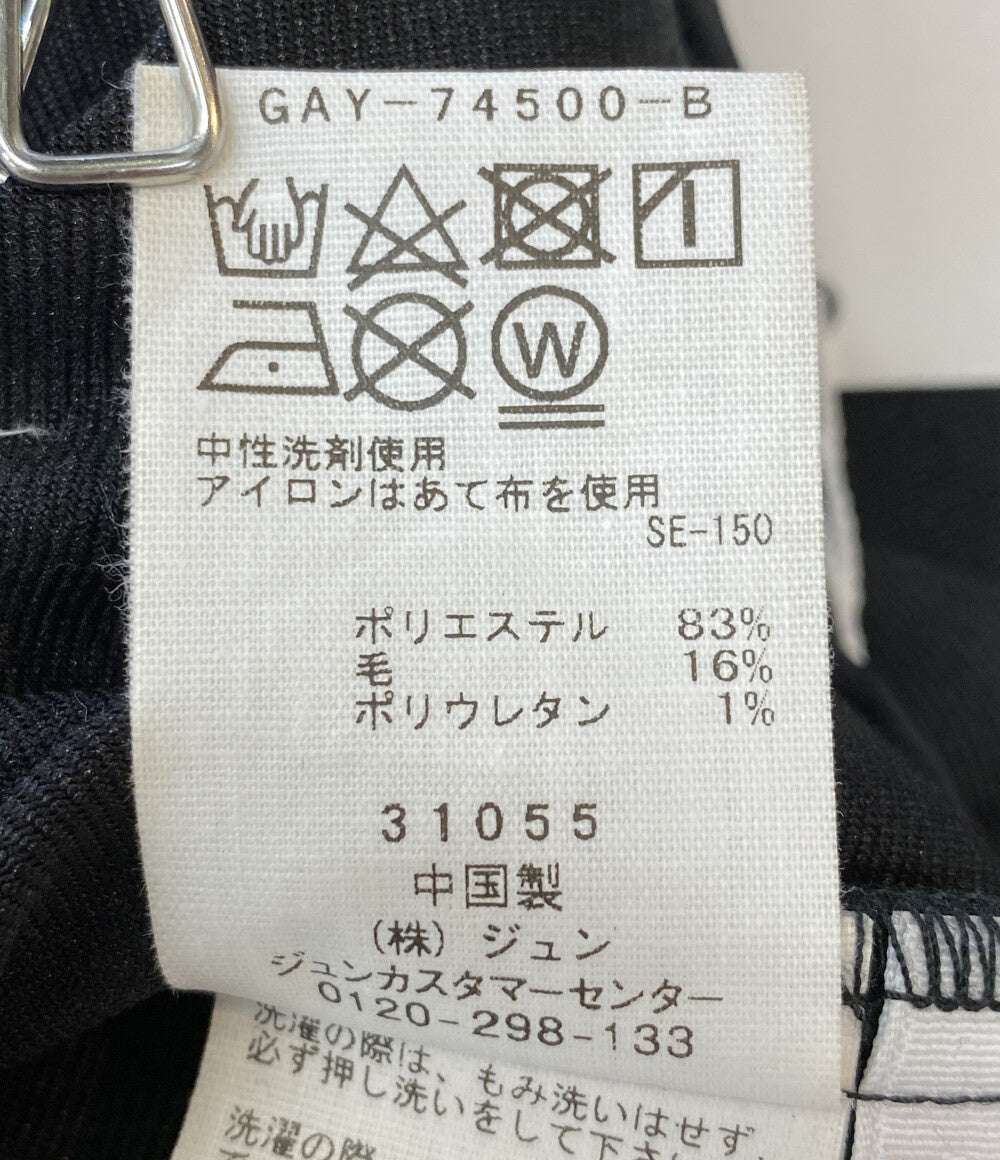 GAY-74500-B
W
中性洗剤使用
アイロンはあて布を使用
SE-150
ポリエステル 83%
毛 16%
ポリウレタン 1%
31055
中国製
(株) ジュン
ジュンカスタマーセンター
0120-298-133
洗濯の際は、もみ洗いはせず
必ず押し洗いをして下さ
洗濯の際